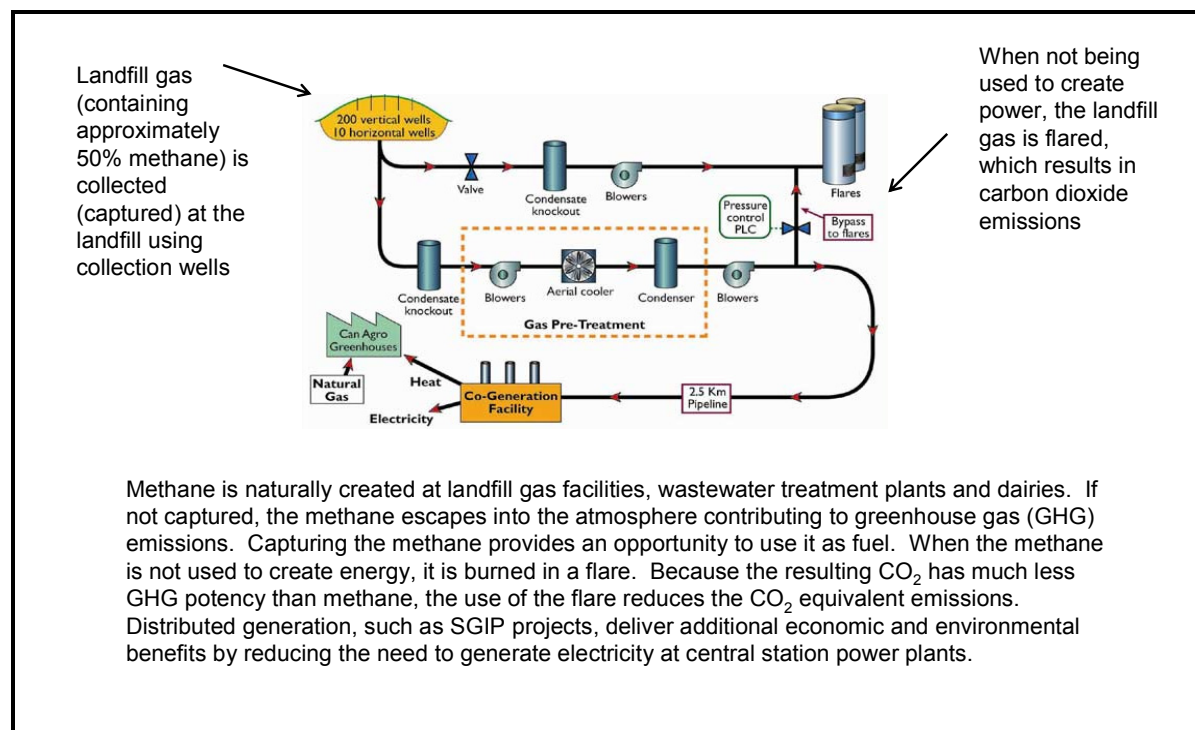 Landfill gas
(containing
approximately
50% methane) is
collected
(captured) at the
landfill using
collection wells
When not being
used to create
power, the landfill
gas is flared,
which results in
carbon dioxide
emissions
200 vertical wells
10 horizontal wells
Valve
Condensate
knockout
Blowers
Flares
Pressure
control
PLC
Bypass
to flares
Condensate
knockout
Blowers
Aerial cooler
Condenser
Blowers
Gas Pre-Treatment
Can Agro
Greenhouses
Natural
Gas
Heat
Electricity
Co-Generation
Facility
2.5 Km
Pipeline
Methane is naturally created at landfill gas facilities, wastewater treatment plants and dairies.  If
not captured, the methane escapes into the atmosphere contributing to greenhouse gas (GHG)
emissions.  Capturing the methane provides an opportunity to use it as fuel.  When the methane
is not used to create energy, it is burned in a flare.  Because the resulting CO₂ has much less
GHG potency than methane, the use of the flare reduces the CO₂ equivalent emissions.
Distributed generation, such as SGIP projects, deliver additional economic and environmental
benefits by reducing the need to generate electricity at central station power plants.